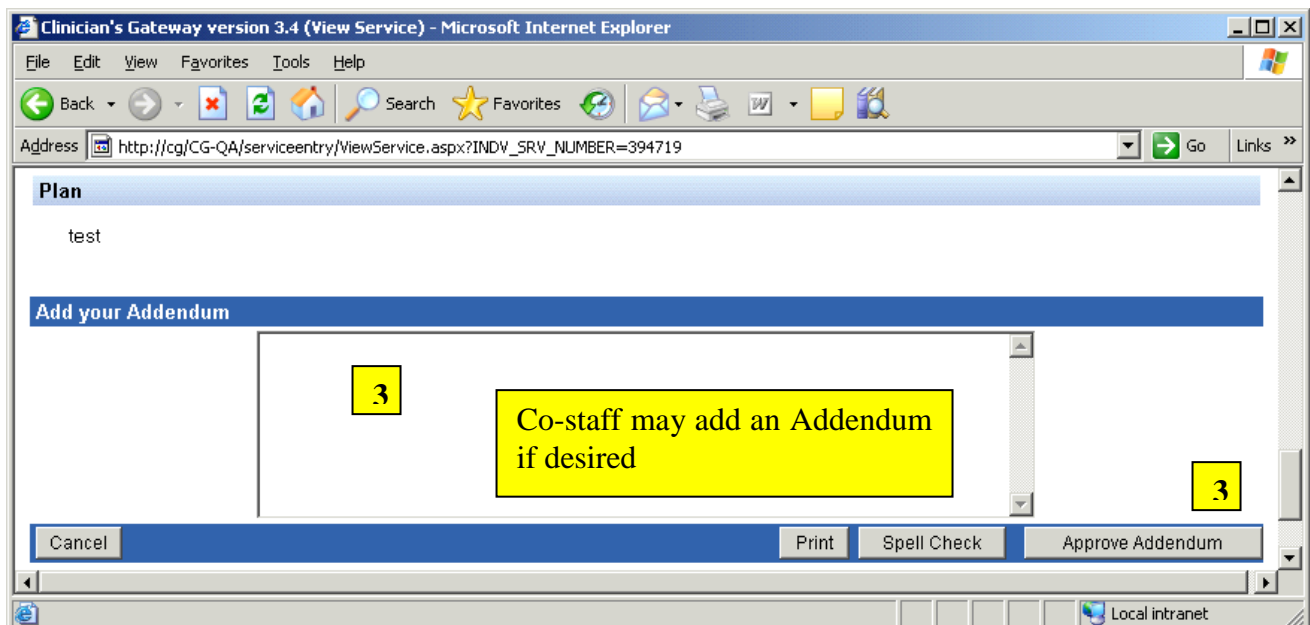 Clinician's Gateway version 3.4 (View Service) - Microsoft Internet Explorer
File Edit View Favorites Tools Help
Back Search Favorites
Address http://cg/CG-QA/serviceentry/ViewService.aspx?INDV_SRV_NUMBER=394719 Go Links »
Plan
test
Add your Addendum
3
Co-staff may add an Addendum
if desired
3
Cancel Print Spell Check Approve Addendum
Local intranet